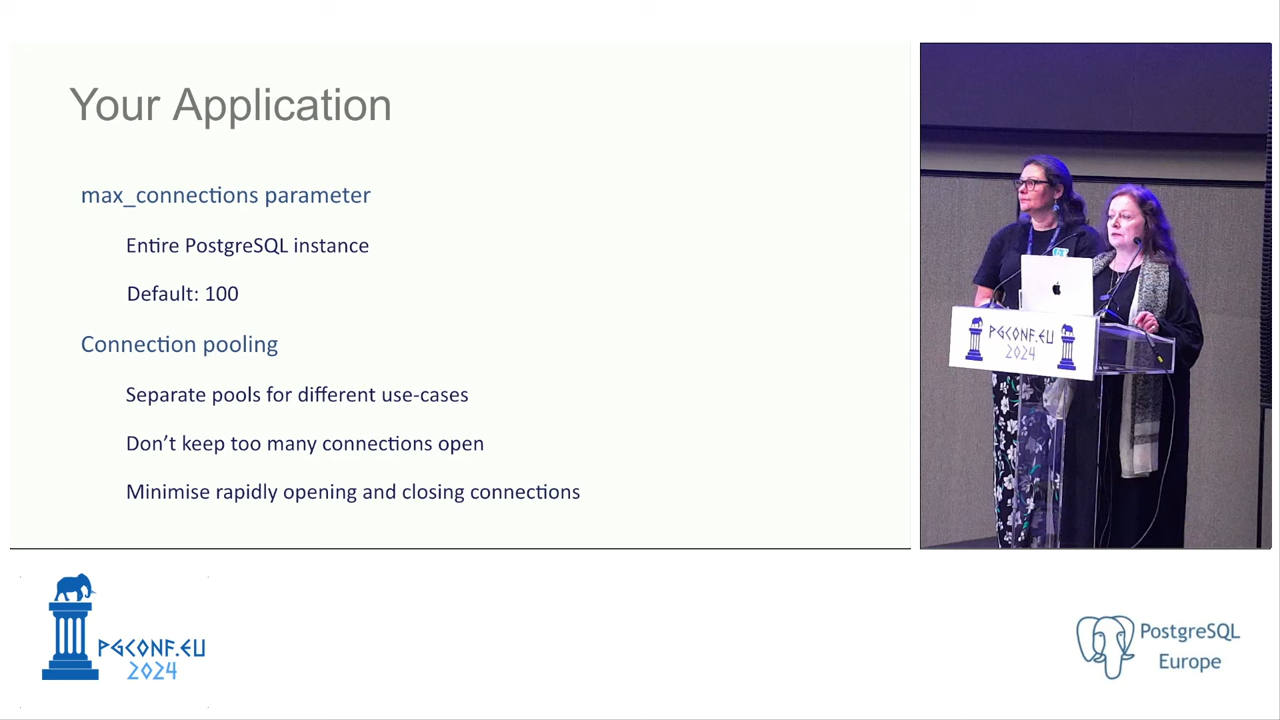 Your Application
max_connections parameter
Entire PostgreSQL instance
Default: 100
Connection pooling
Separate pools for different use-cases
Don’t keep too many connections open
Minimise rapidly opening and closing connections
PGCONF.EU
2024
PGCONF.EU
2024
PostgreSQL
Europe